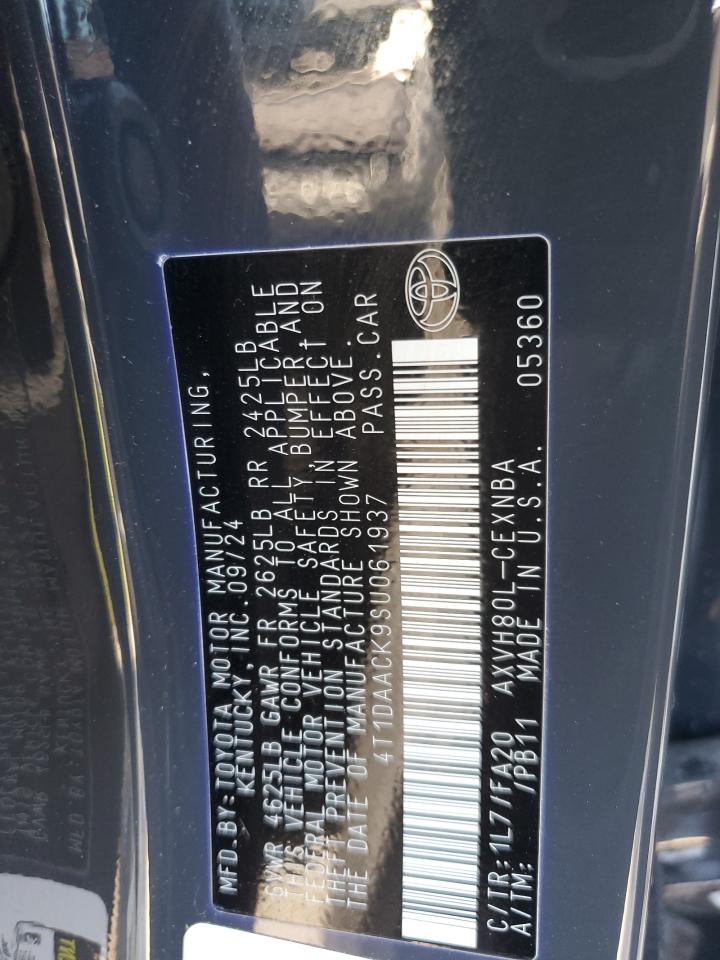 MFD.BY:TOYOTA MOTOR MANUFACTURING,
KENTUCKY, INC.09/24
GVWR 4625LB GAWR FR 2625LB RR 2425LB
THIS VEHICLE CONFORMS TO ALL APPLICABLE
FEDERAL MOTOR VEHICLE SAFETY,BUMPER,AND
THEFT PREVENTION STANDARDS IN EFFECT ON
THE DATE OF MANUFACTURE SHOWN ABOVE.
4T1DAACK9SU061937 PASS.CAR
C/TR:1L7/FA20 AXVH80L-CEXNBA
A/TM: /PB11 MADE IN U.S.A. 05360